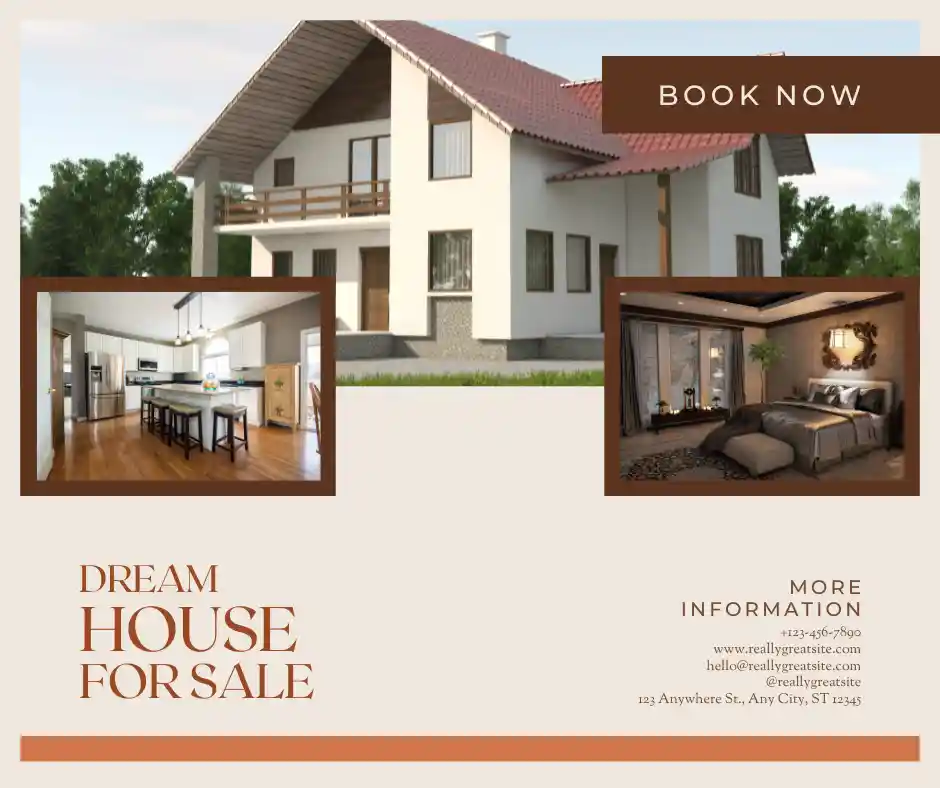 BOOK NOW
DREAM
HOUSE
FOR SALE
MORE
INFORMATION
+123-456-7890
www.reallygreatsite.com
hello@reallygreatsite.com
@reallygreatsite
123 Anywhere St., Any City, ST 12345